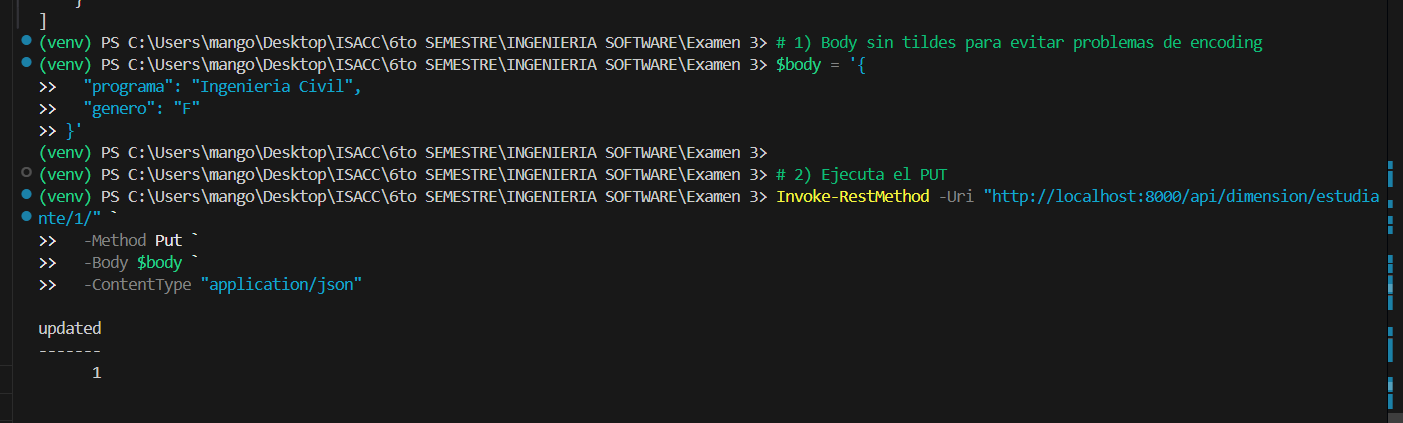 }
]
(venv) PS C:\Users\mango\Desktop\ISACC\6to SEMESTRE\INGENIERIA SOFTWARE\Examen 3> # 1) Body sin tildes para evitar problemas de encoding
(venv) PS C:\Users\mango\Desktop\ISACC\6to SEMESTRE\INGENIERIA SOFTWARE\Examen 3> $body = '{
>>   "programa": "Ingenieria Civil",
>>   "genero": "F"
>> }'
(venv) PS C:\Users\mango\Desktop\ISACC\6to SEMESTRE\INGENIERIA SOFTWARE\Examen 3>
(venv) PS C:\Users\mango\Desktop\ISACC\6to SEMESTRE\INGENIERIA SOFTWARE\Examen 3> # 2) Ejecuta el PUT
(venv) PS C:\Users\mango\Desktop\ISACC\6to SEMESTRE\INGENIERIA SOFTWARE\Examen 3> Invoke-RestMethod -Uri "http://localhost:8000/api/dimension/estudia
nte/1/" `
>>   -Method Put `
>>   -Body $body `
>>   -ContentType "application/json"
updated
-------
      1